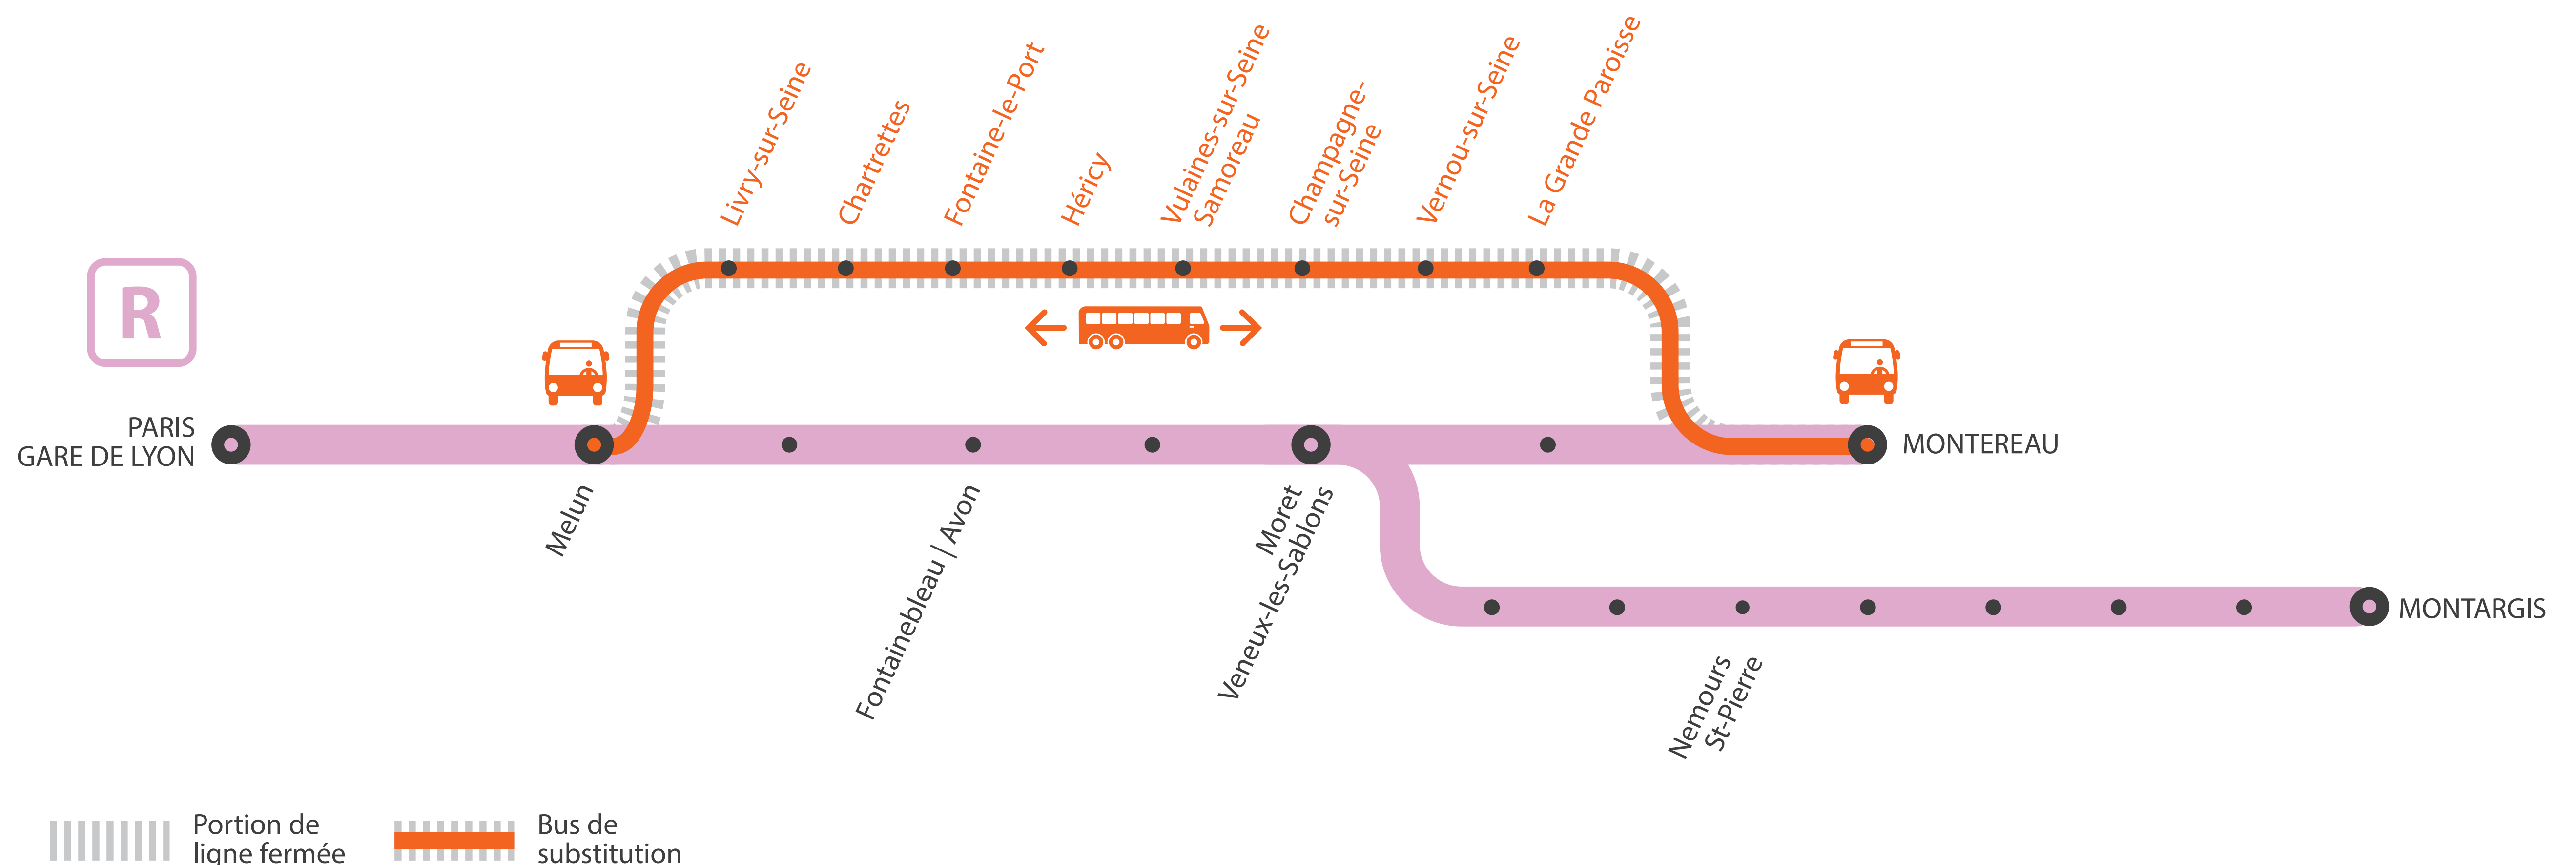 Livry-sur-Seine
Chartrettes
Fontaine-le-Port
Héricy
Vulaines-sur-Seine
Samoreau
Champagne-
sur-Seine
Vernou-sur-Seine
La Grande Paroisse
R
PARIS
GARE DE LYON
MONTEREAU
Melun
Fontainebleau | Avon
Moret
Veneux-les-Sablons
MONTARGIS
Nemours
St-Pierre
Portion de
ligne fermée
Bus de
substitution